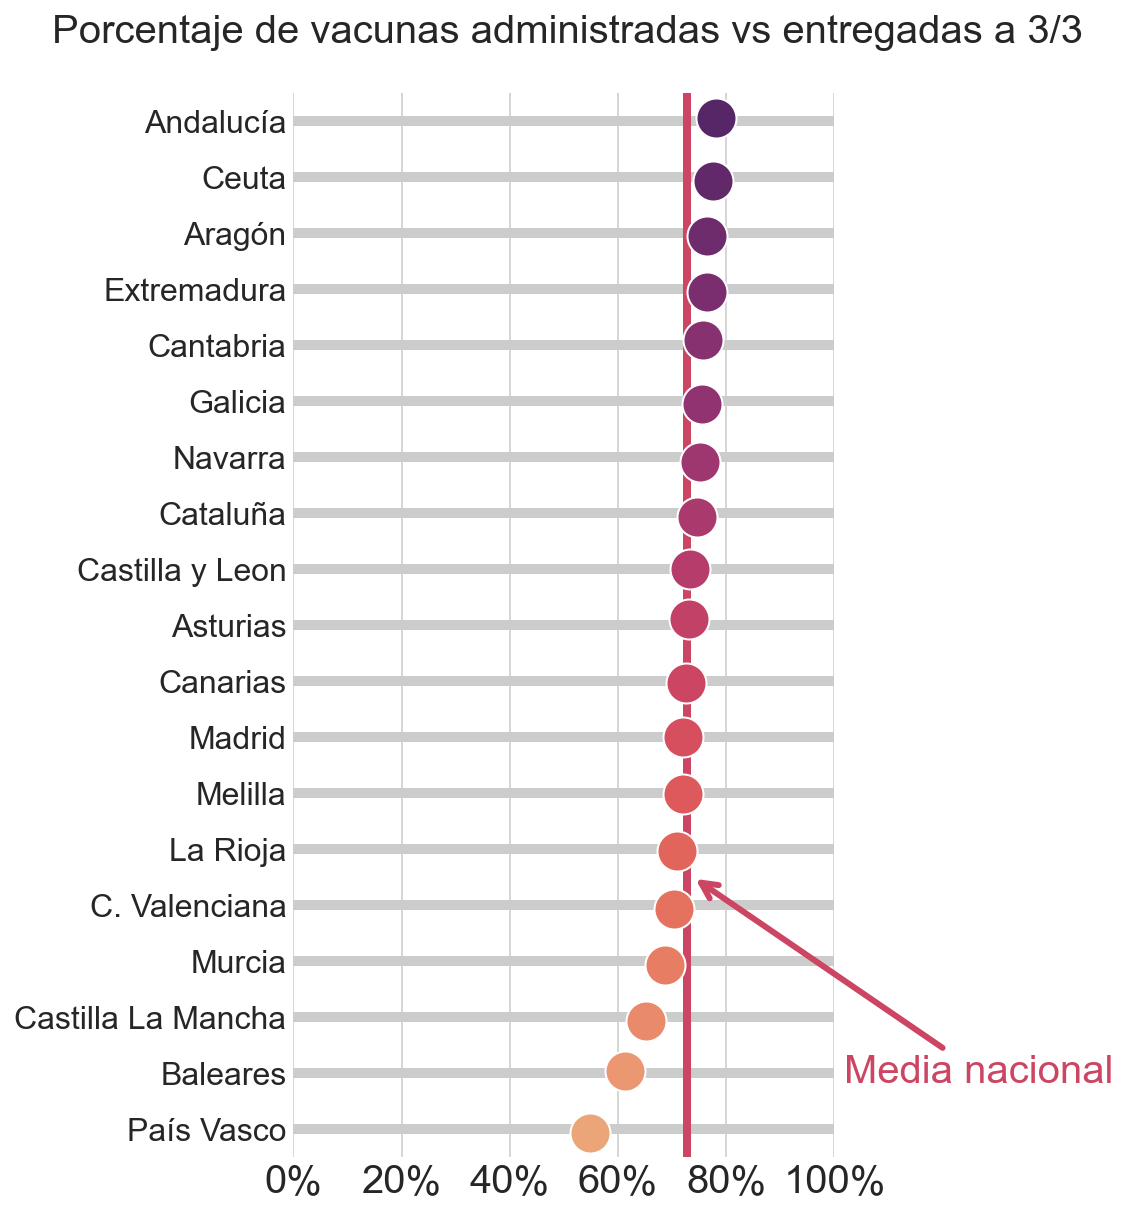 Porcentaje de vacunas administradas vs entregadas a 3/3
Andalucía
Ceuta
Aragón
Extremadura
Cantabria
Galicia
Navarra
Cataluña
Castilla y Leon
Asturias
Canarias
Madrid
Melilla
La Rioja
C. Valenciana
Murcia
Castilla La Mancha
Baleares
Media nacional
País Vasco
0% 20% 40% 60% 80% 100%